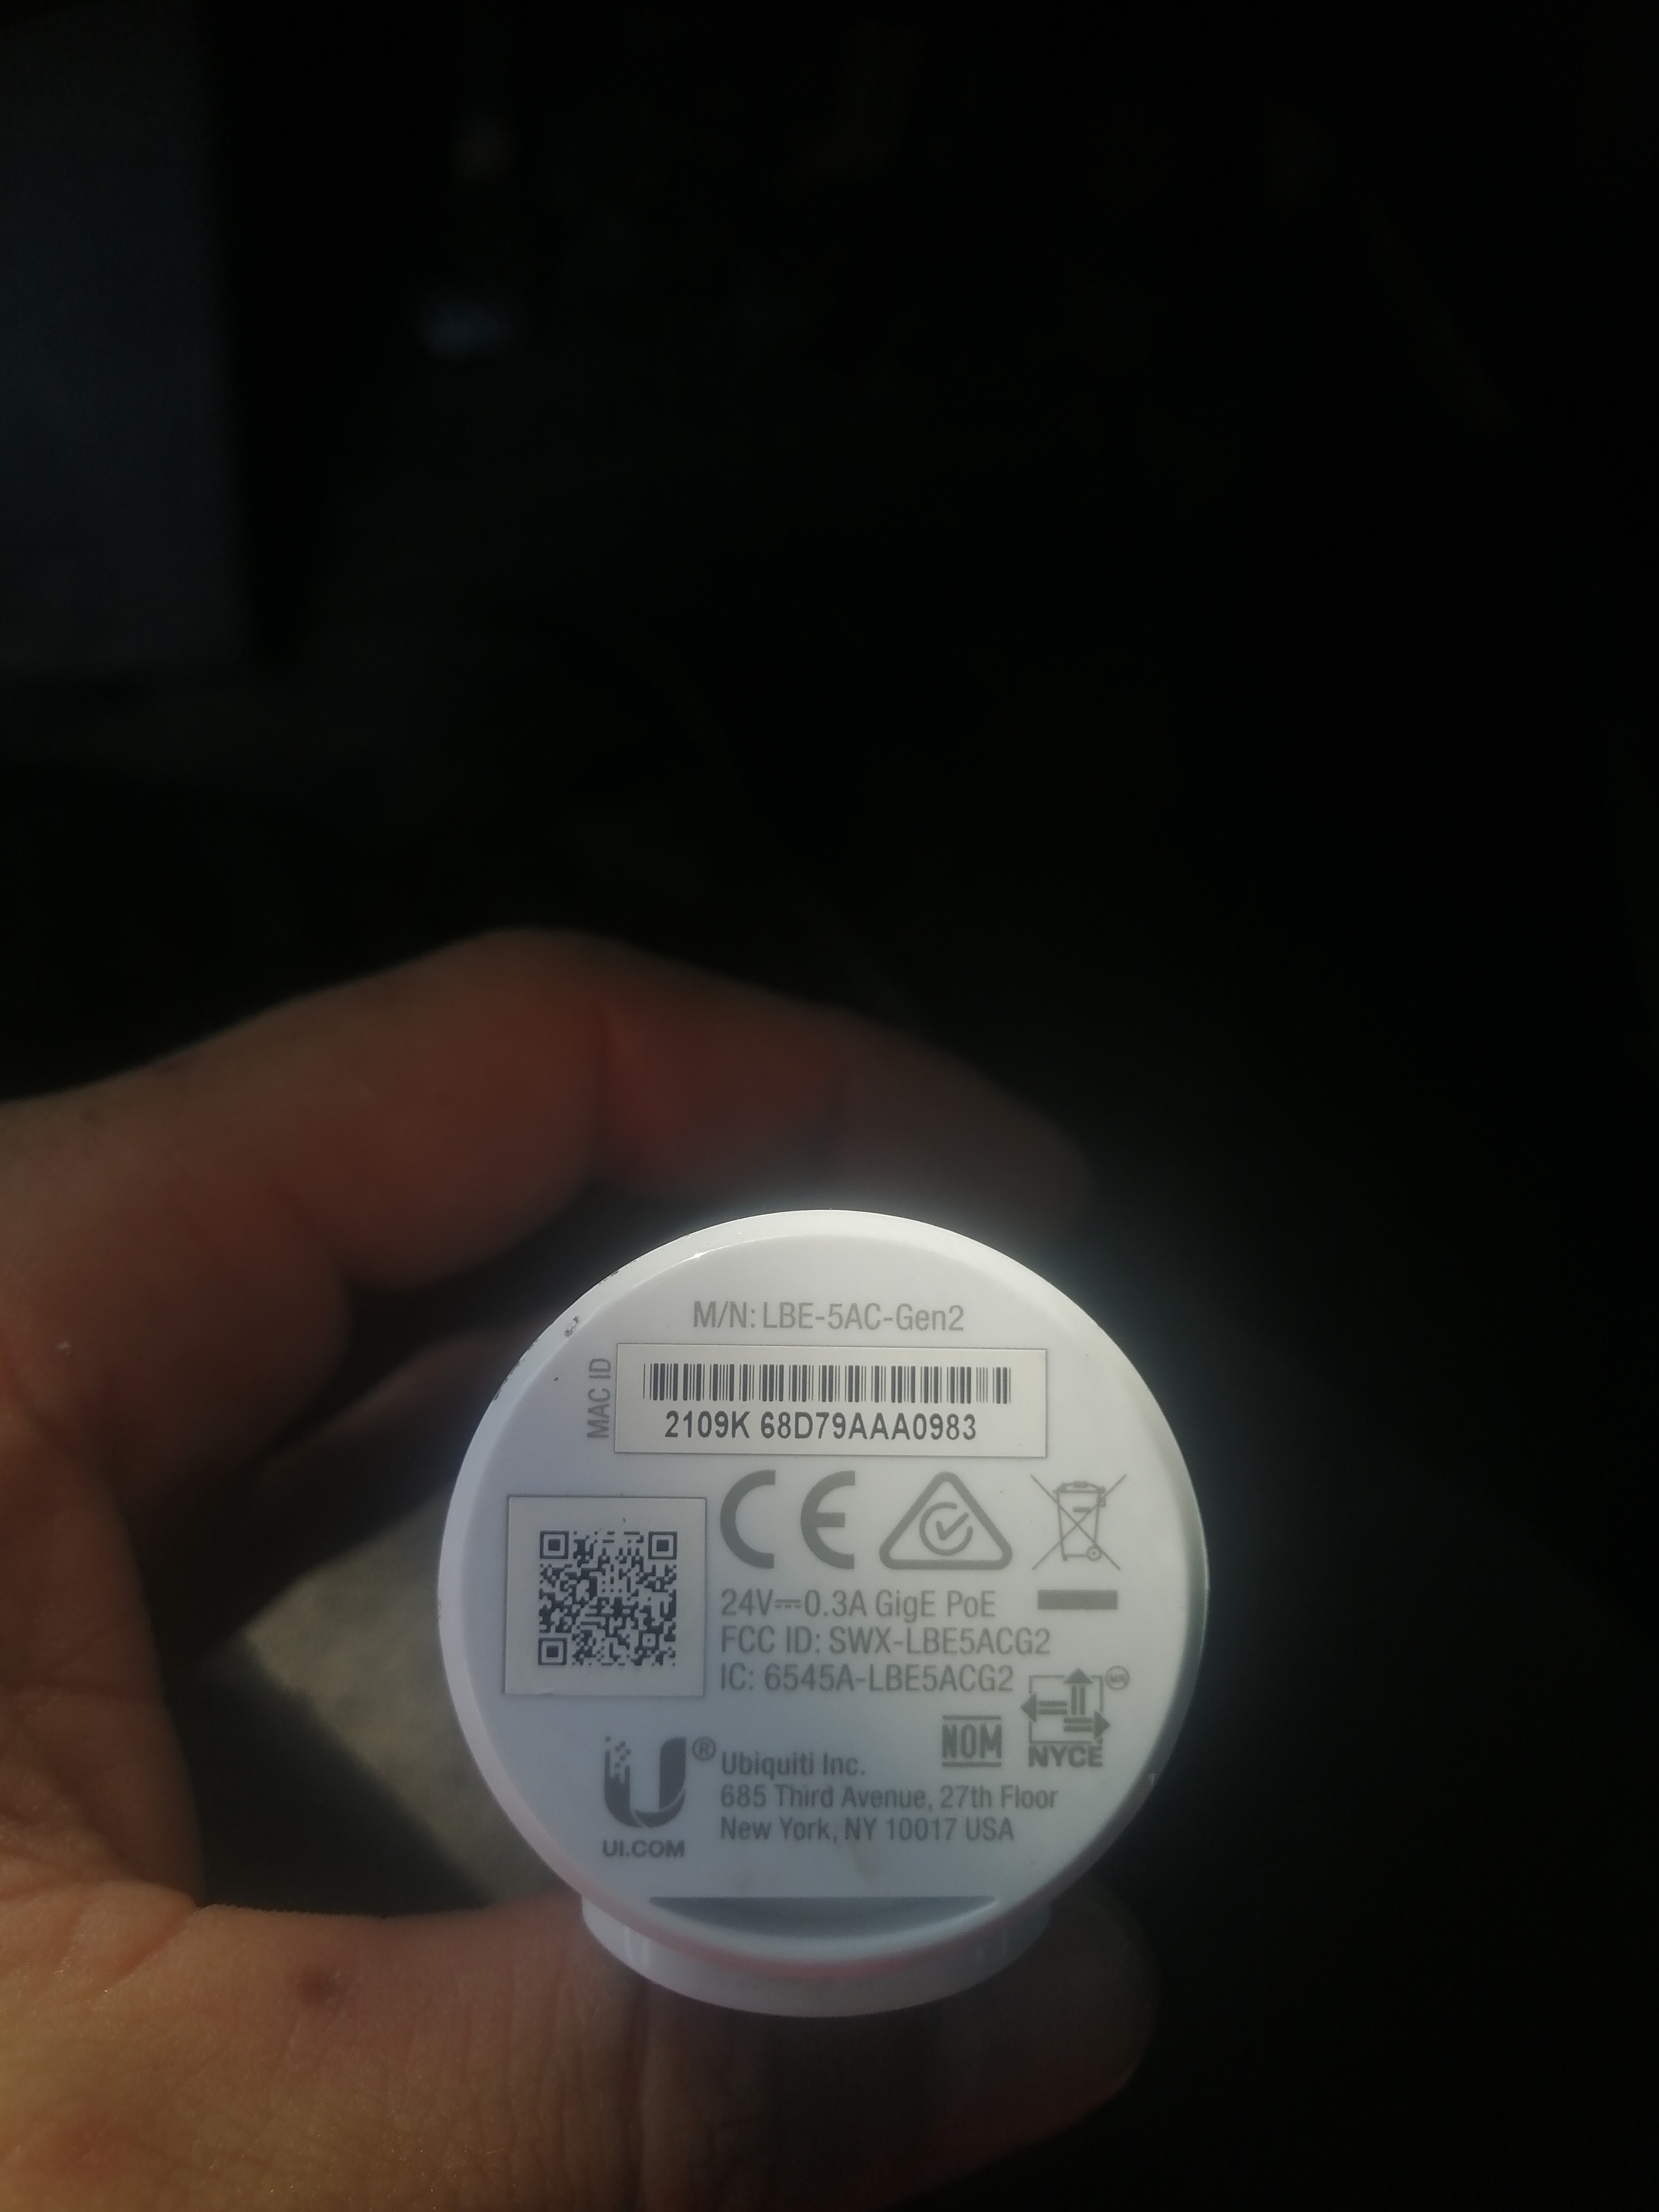 M/N: LBE-5AC-Gen2
MAC ID
2109K 68D79AAA0983
CE
24V⎓0.3A GigE PoE
FCC ID: SWX-LBE5ACG2
IC: 6545A-LBE5ACG2
NOM
NYCE
U®
UI.COM
Ubiquiti Inc.
685 Third Avenue, 27th Floor
New York, NY 10017 USA